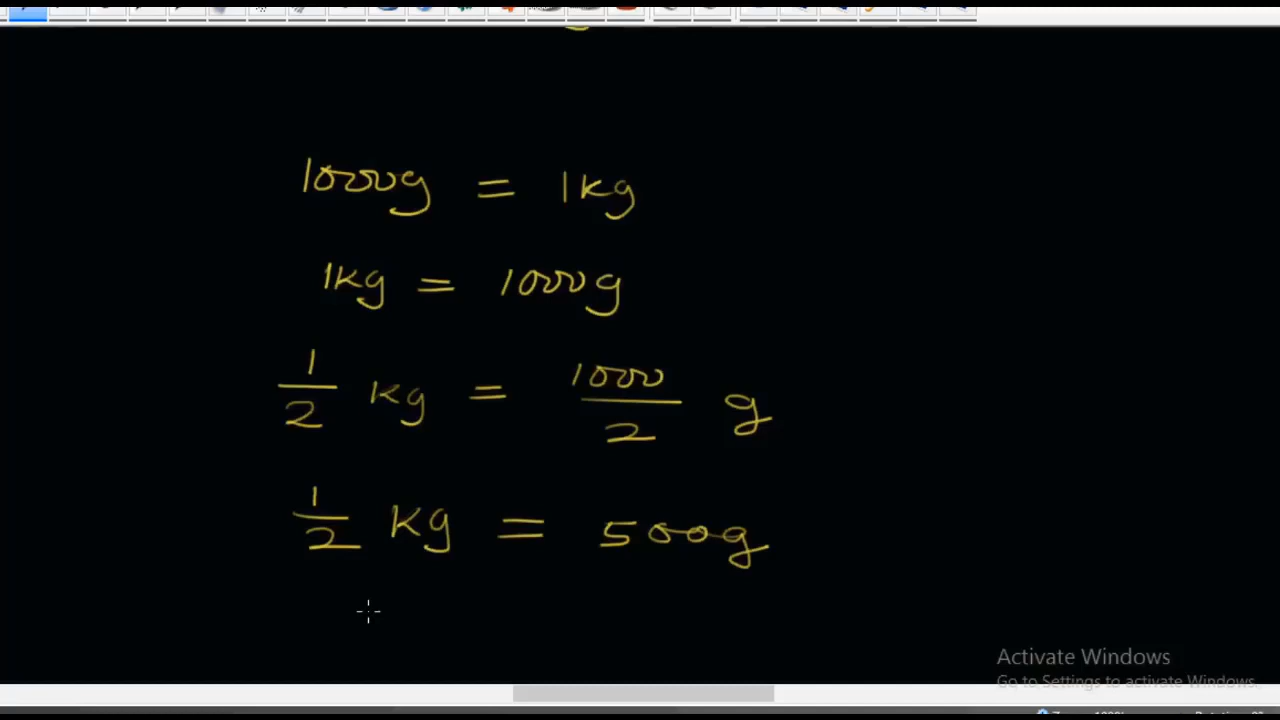 1000g = 1kg
1kg = 1000g
1/2 kg = 1000/2 g
1/2 kg = 500g
Activate Windows
Go to Settings to activate Windows.